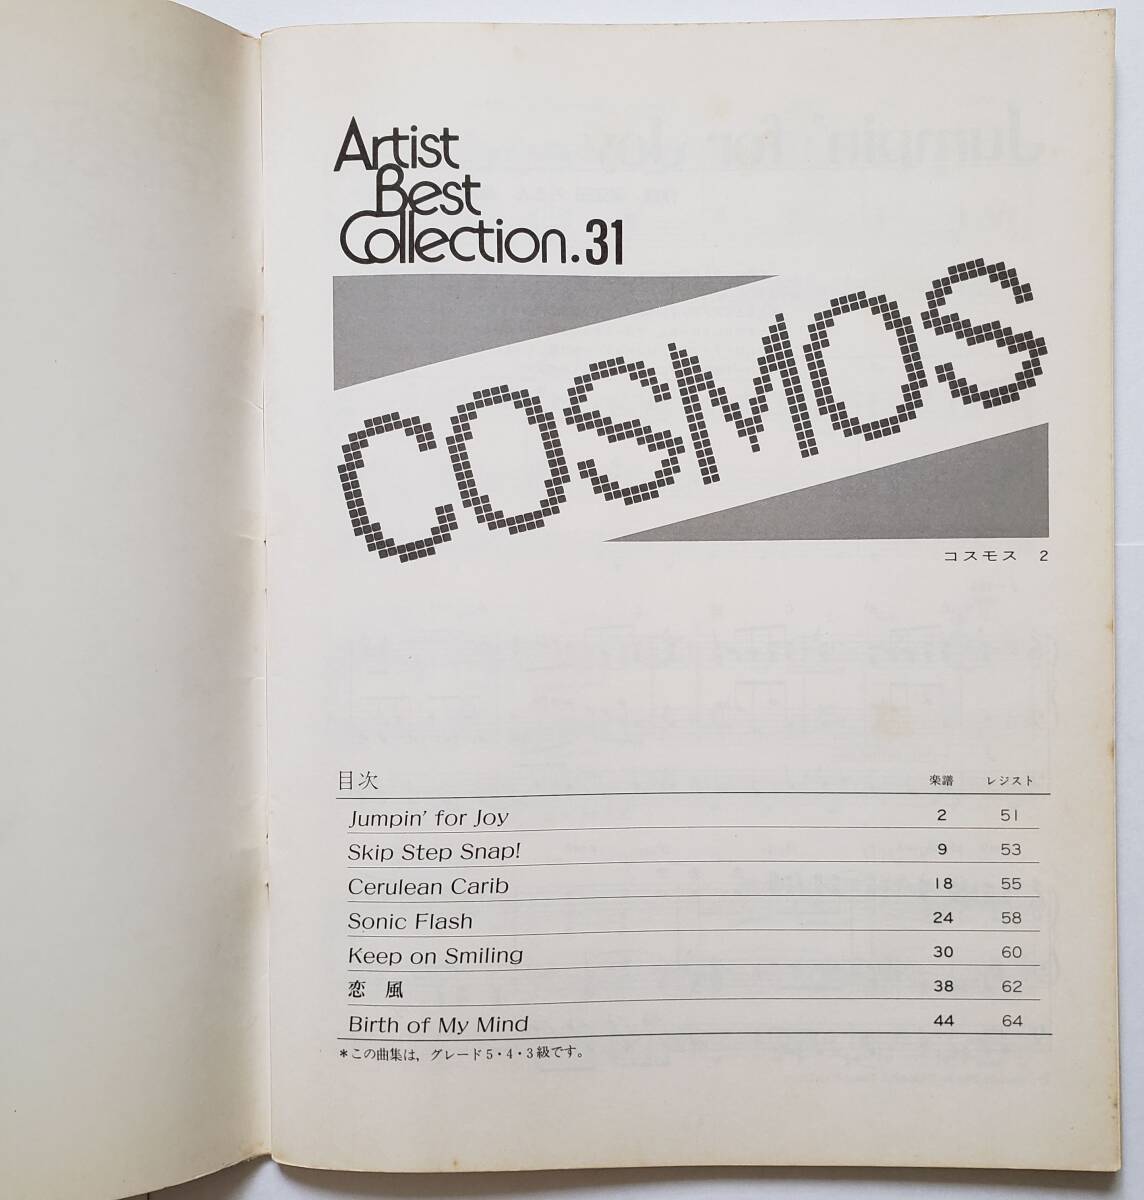 Artist
Best
Collection.31
COSMOS
コスモス 2
目次 楽譜 レジスト
Jumpin' for Joy 2 51
Skip Step Snap! 9 53
Cerulean Carib 18 55
Sonic Flash 24 58
Keep on Smiling 30 60
恋 風 38 62
Birth of My Mind 44 64
*この曲集は,グレード5・4・3級です。